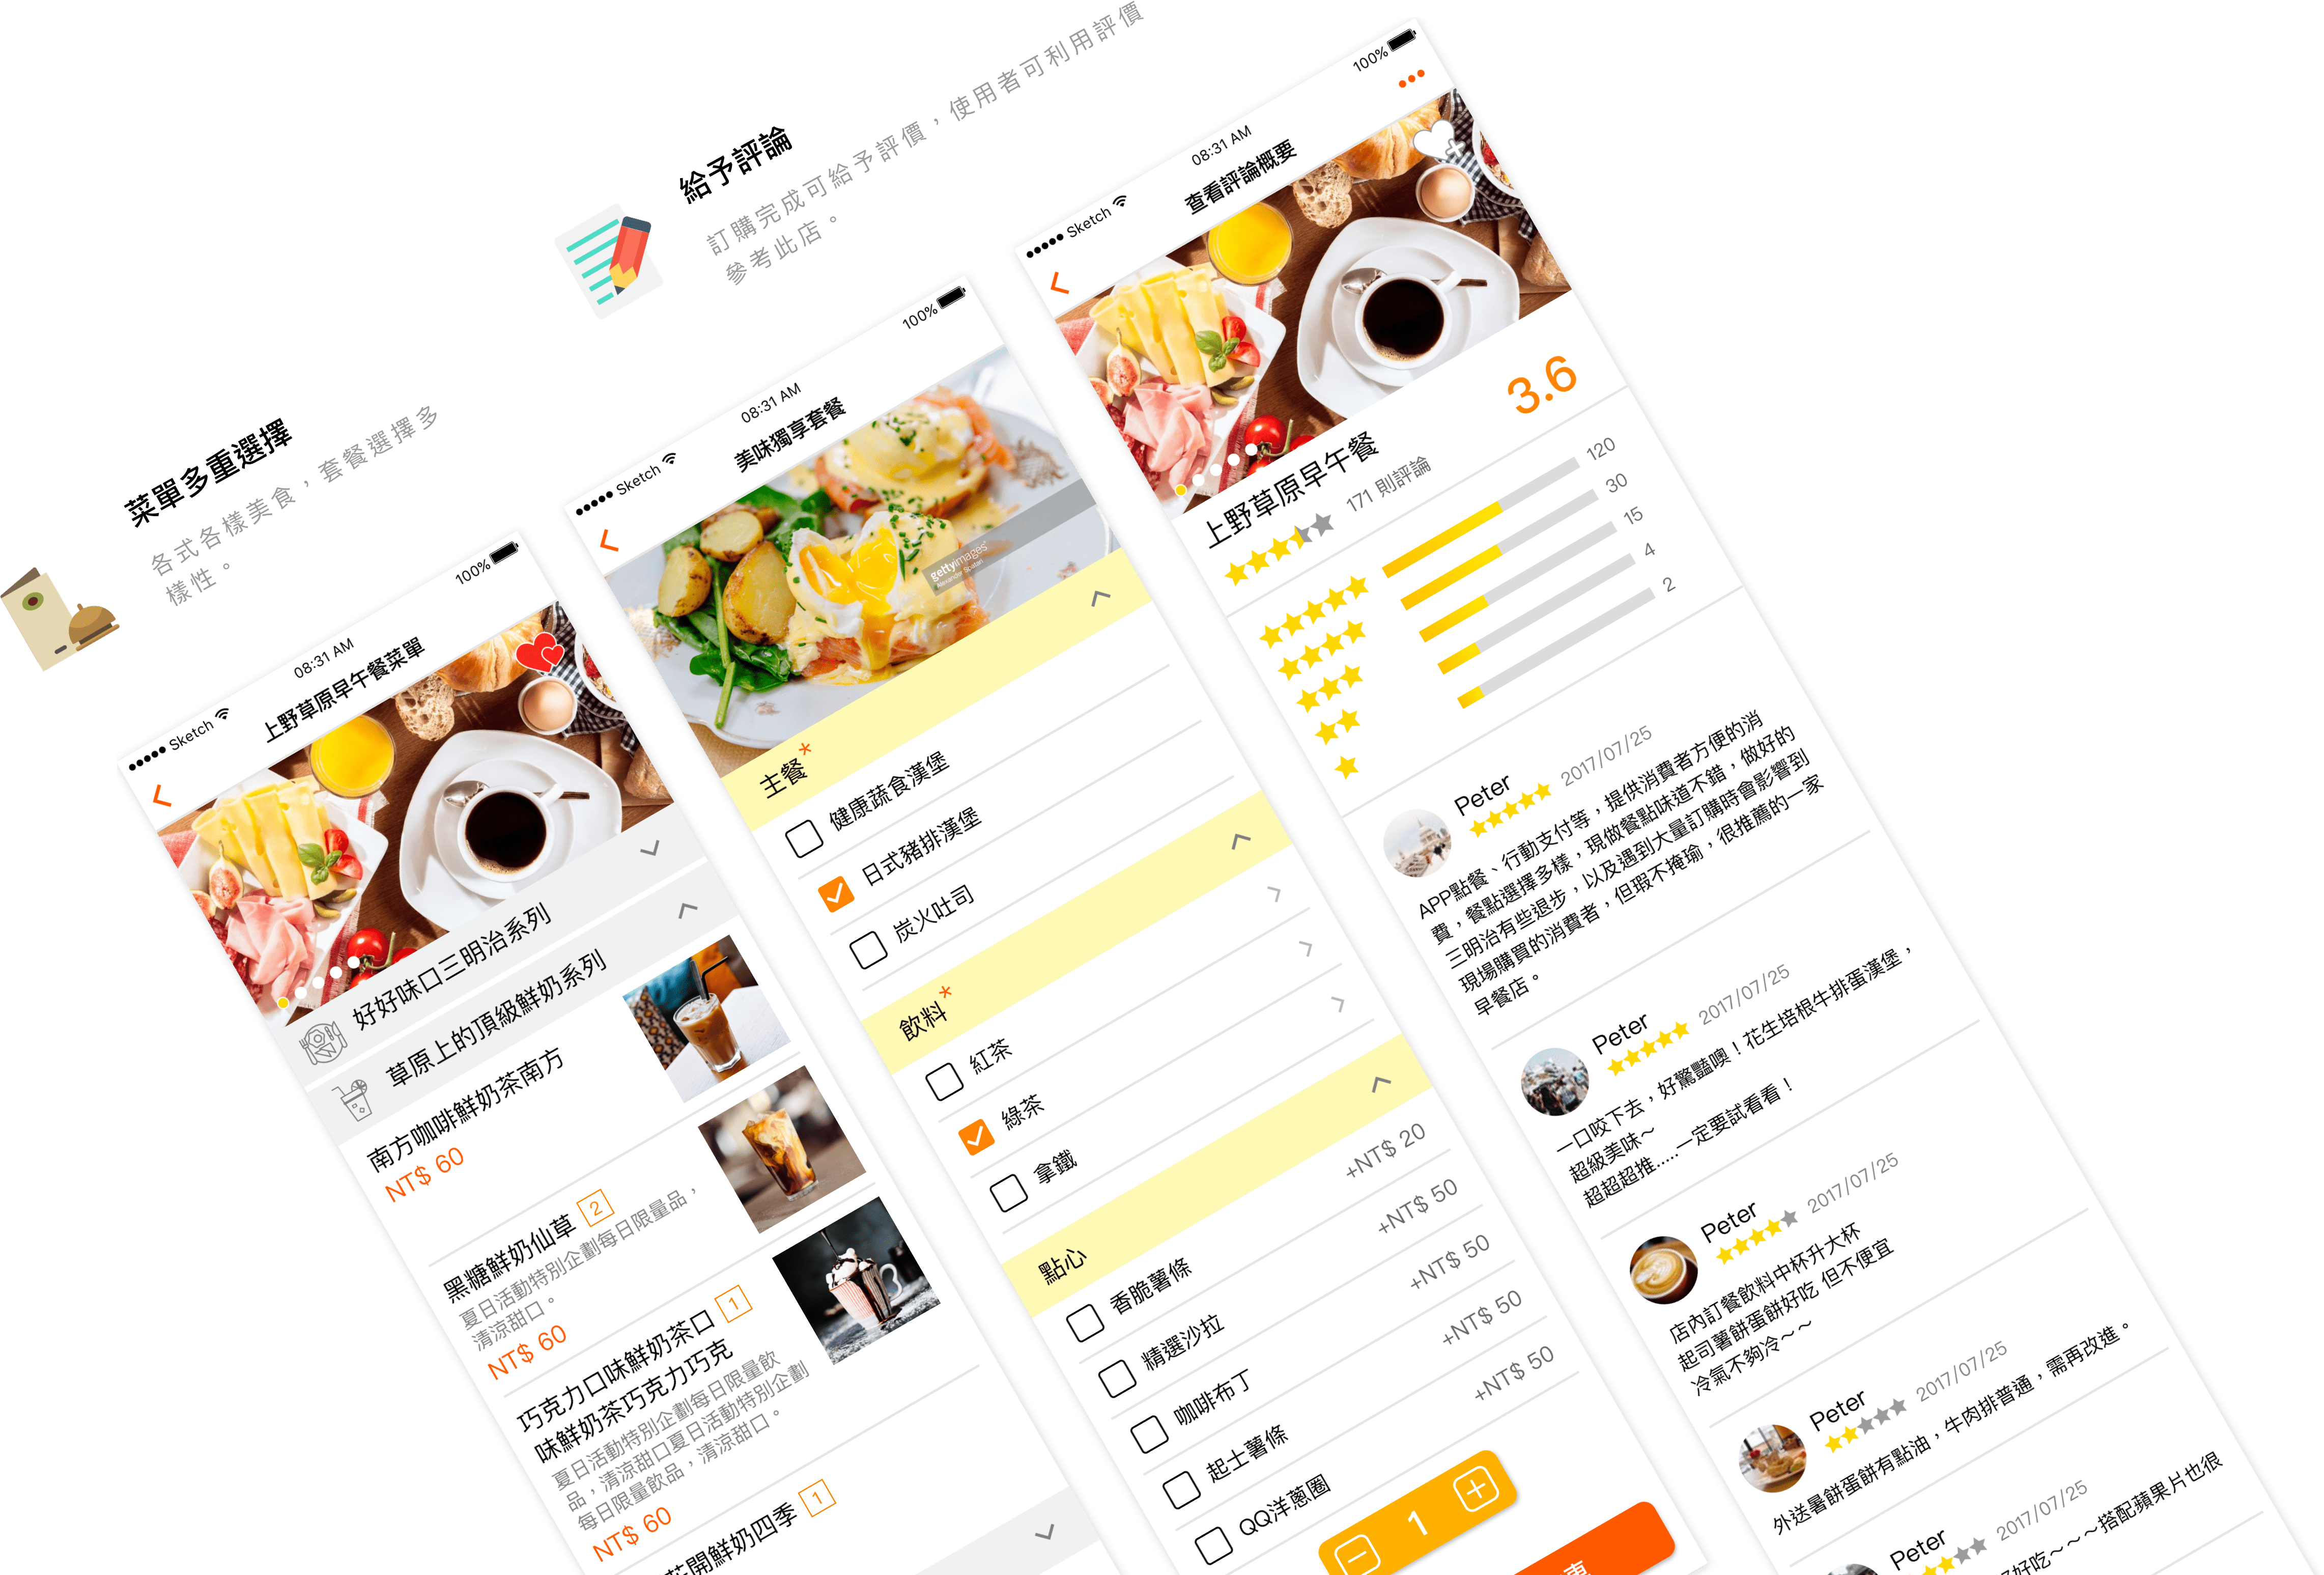 菜單多重選擇
各式各樣美食，套餐選擇多
樣性。
給予評論
訂購完成可給予評價，使用者可利用評價
參考此店。
Sketch
08:31 AM
100%
上野草原早午餐菜單
好好味口三明治系列
草原上的頂級鮮奶系列
南方咖啡鮮奶茶南方
NT$ 60
黑糖鮮奶仙草 2
夏日活動特別企劃每日限量品，
清涼甜口。
NT$ 60
巧克力口味鮮奶茶口 1
味鮮奶茶巧克力巧克
夏日活動特別企劃每日限量飲
品，清涼甜口夏日活動特別企劃
每日限量飲品，清涼甜口。
NT$ 60
開鮮奶四季 1
Sketch
08:31 AM
100%
美味獨享套餐
gettyimages
主餐*
健康蔬食漢堡
日式豬排漢堡
炭火吐司
飲料*
紅茶
綠茶
拿鐵
點心
香脆薯條 +NT$ 20
精選沙拉 +NT$ 50
咖啡布丁 +NT$ 50
起士薯條 +NT$ 50
QQ洋蔥圈 +NT$ 50
1
Sketch
08:31 AM
100%
查看評論概要
上野草原早午餐
3.6
171 則評論
120
30
15
4
2
Peter
2017/07/25
APP點餐、行動支付等，提供消費者方便的消
費，餐點選擇多樣，現做餐點味道不錯，做好的
三明治有些退步，以及遇到大量訂購時會影響到
現場購買的消費者，但瑕不掩瑜，很推薦的一家
早餐店。
Peter
2017/07/25
一口咬下去，好驚豔噢！花生培根牛排蛋漢堡，
超級美味～
超超超推.....一定要試看看！
Peter
2017/07/25
店內訂餐飲料中杯升大杯
起司薯餅蛋餅好吃 但不便宜
冷氣不夠冷～～
Peter
2017/07/25
外送暑餅蛋餅有點油，牛肉排普通，需再改進。
Peter
2017/07/25
好吃～～～搭配蘋果片也很